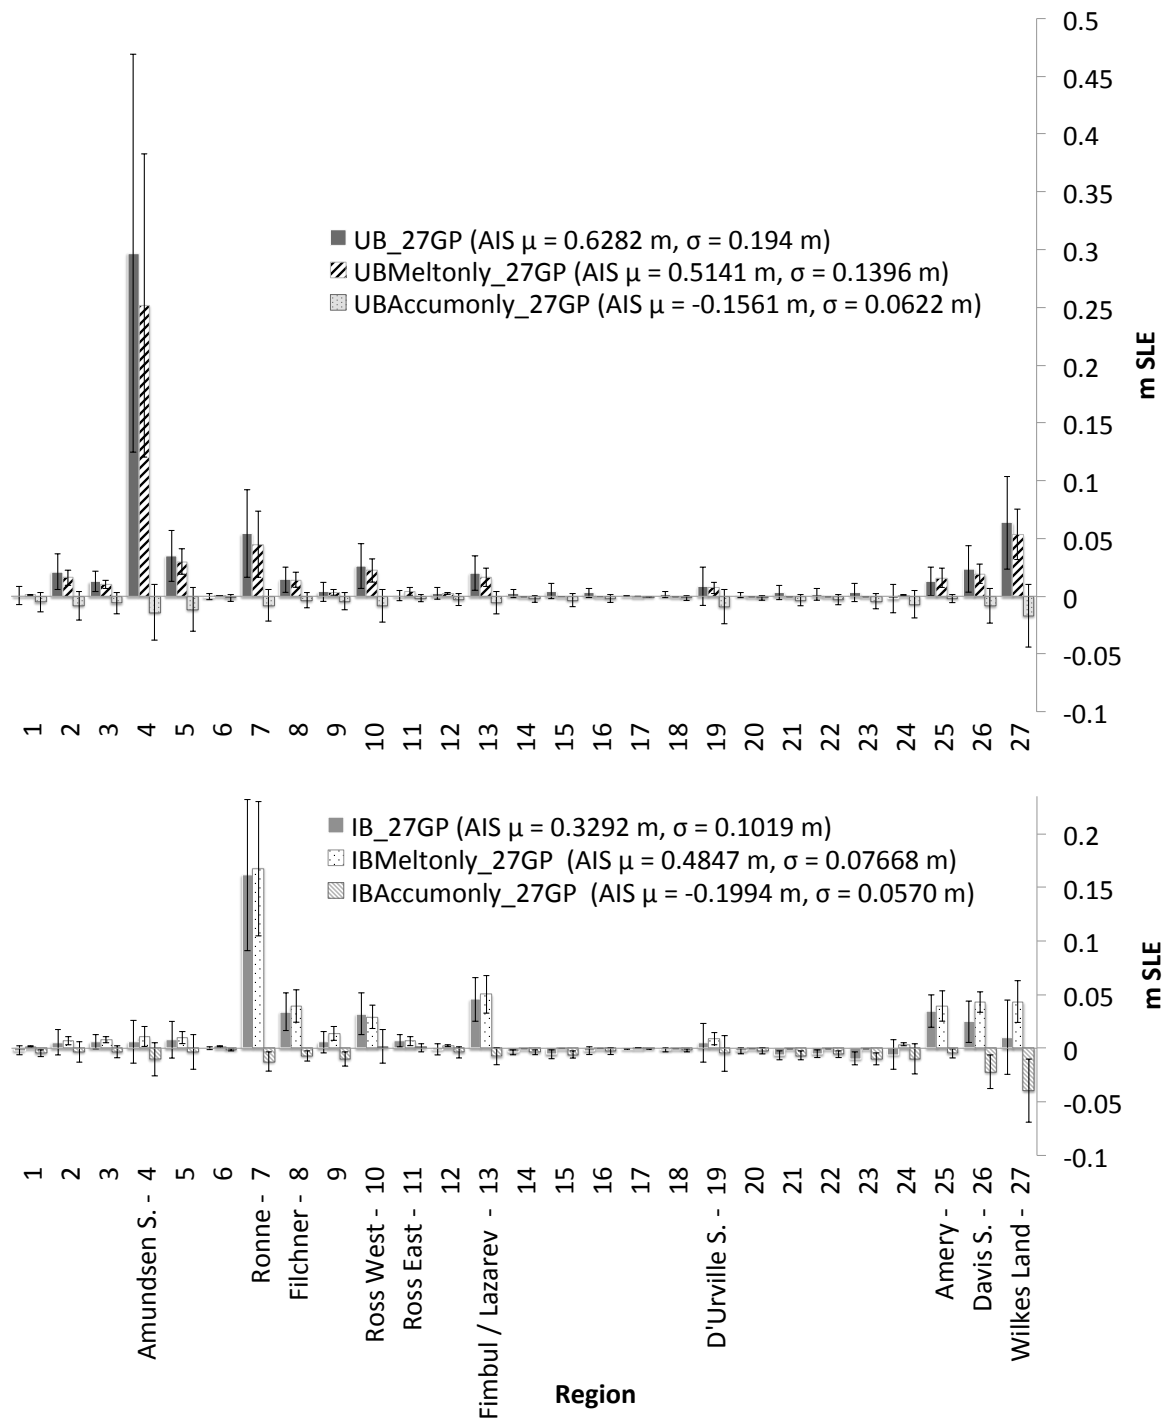 0.5
0.45
0.4
0.35
0.3
0.25
0.2
0.15
0.1
0.05
0
-0.05
-0.1
m SLE
UB_27GP (AIS μ = 0.6282 m, σ = 0.194 m)
UBMeltonly_27GP (AIS μ = 0.5141 m, σ = 0.1396 m)
UBAccumonly_27GP (AIS μ = -0.1561 m, σ = 0.0622 m)
1 2 3 4 5 6 7 8 9 10 11 12 13 14 15 16 17 18 19 20 21 22 23 24 25 26 27
IB_27GP (AIS μ = 0.3292 m, σ = 0.1019 m)
IBMeltonly_27GP (AIS μ = 0.4847 m, σ = 0.07668 m)
IBAccumonly_27GP (AIS μ = -0.1994 m, σ = 0.0570 m)
0.2
0.15
0.1
0.05
0
-0.05
-0.1
m SLE
1
2
3
Amundsen S. - 4
5
6
Ronne - 7
Filchner - 8
9
Ross West - 10
Ross East - 11
12
Fimbul / Lazarev - 13
14
15
16
17
18
D'Urville S. - 19
20
21
22
23
24
Amery - 25
Davis S. - 26
Wilkes Land - 27
Region